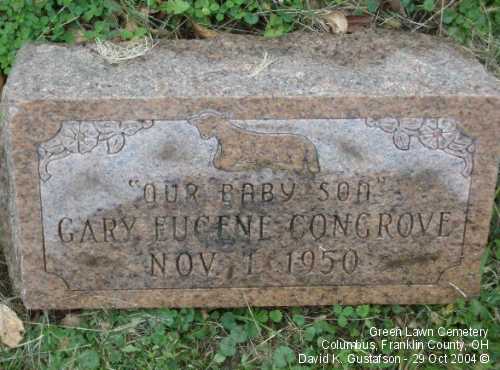 "OUR BABY SON"
GARY EUGENE CONGROVE
NOV. 1 1950
Green Lawn Cemetery
Columbus, Franklin County, OH
David K. Gustafson - 29 Oct 2004 ©